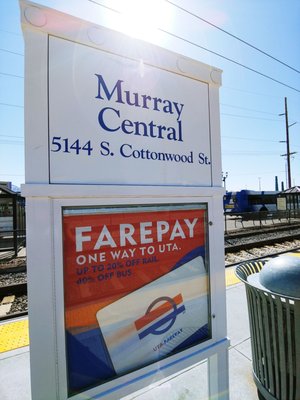 Murray
Central
5144 S. Cottonwood St.
FAREPAY
ONE WAY TO UTA.
UP TO 20% OFF RAIL
40% OFF BUS
UTA FAREPAY